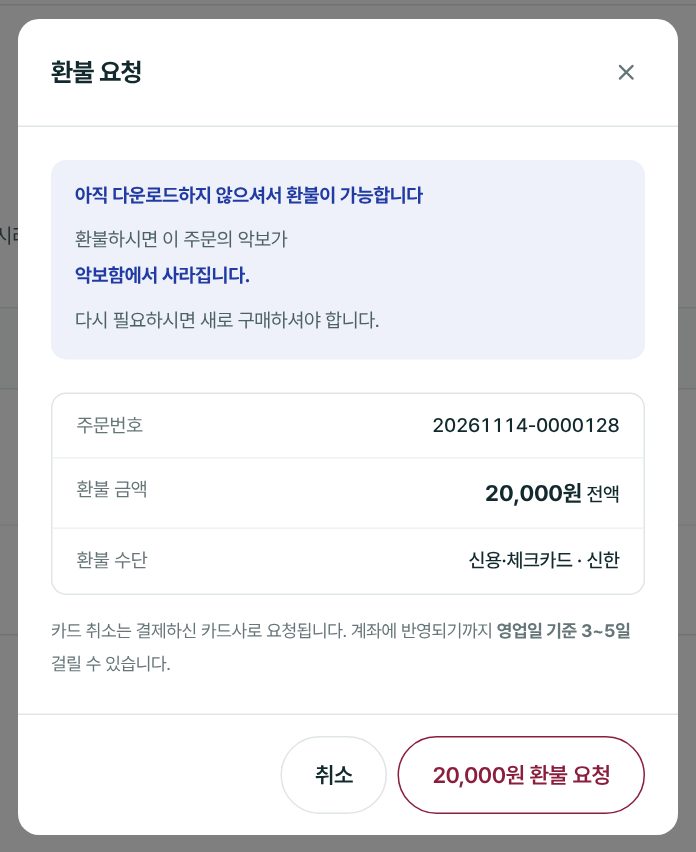 환불 요청
아직 다운로드하지 않으셔서 환불이 가능합니다
환불하시면 이 주문의 악보가
악보함에서 사라집니다.
다시 필요하시면 새로 구매하셔야 합니다.
주문번호 20261114-0000128
환불 금액 20,000원 전액
환불 수단 신용·체크카드 · 신한
카드 취소는 결제하신 카드사로 요청됩니다. 계좌에 반영되기까지 영업일 기준 3~5일
걸릴 수 있습니다.
취소 20,000원 환불 요청